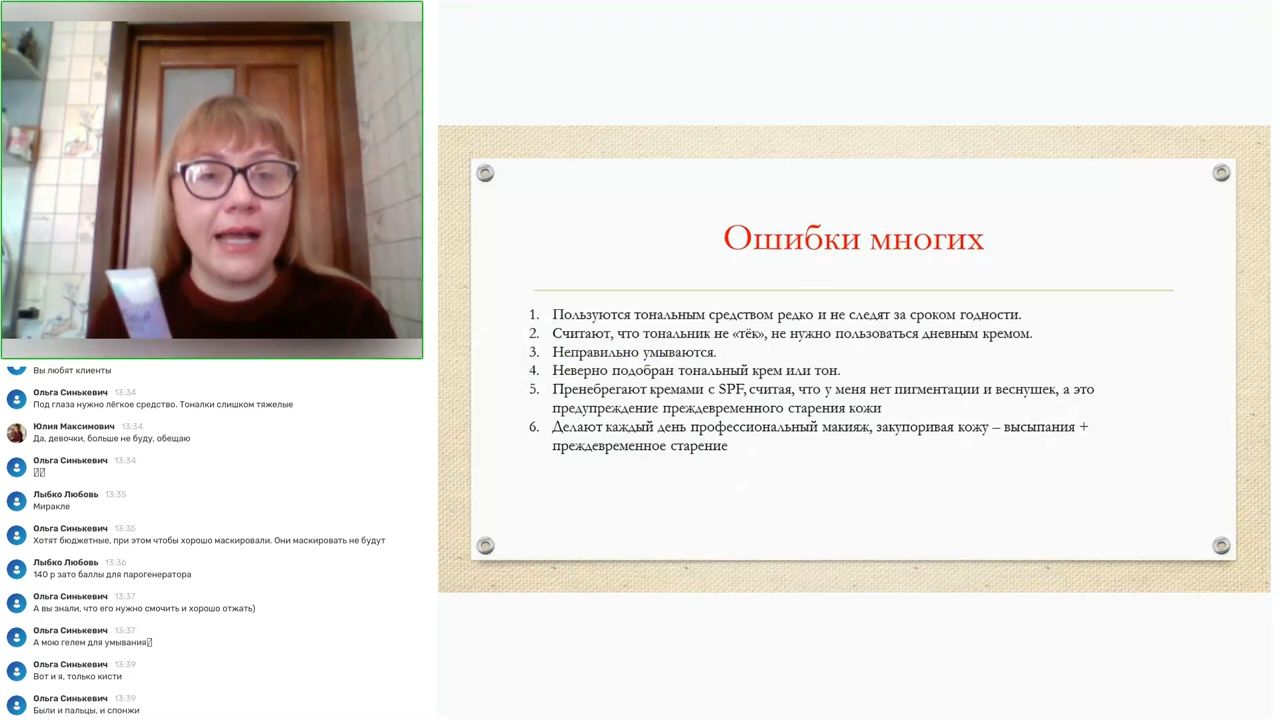 Вы любят клиенты
Ольга Синькевич 13:34
Под глаза нужно лёгкое средство. Тоналки слишком тяжелые
Юлия Максимович 13:34
Да, девочки, больше не буду, обещаю
Ольга Синькевич 13:34
Лыбко Любовь 13:35
Миракле
Ольга Синькевич 13:35
Хотят бюджетные, при этом чтобы хорошо маскировали. Они маскировать не будут
Лыбко Любовь 13:36
140 р зато баллы для парогенератора
Ольга Синькевич 13:37
А вы знали, что его нужно смочить и хорошо отжать)
Ольга Синькевич 13:37
А мою гелем для умывания
Ольга Синькевич 13:39
Вот и я, только кисти
Ольга Синькевич 13:39
Были и пальцы, и спонжи
Ошибки многих
1. Пользуются тональным средством редко и не следят за сроком годности.
2. Считают, что тональник не «тёк», не нужно пользоваться дневным кремом.
3. Неправильно умываются.
4. Неверно подобран тональный крем или тон.
5. Пренебрегают кремами с SPF, считая, что у меня нет пигментации и веснушек, а это
предупреждение преждевременного старения кожи
6. Делают каждый день профессиональный макияж, закупоривая кожу – высыпания +
преждевременное старение